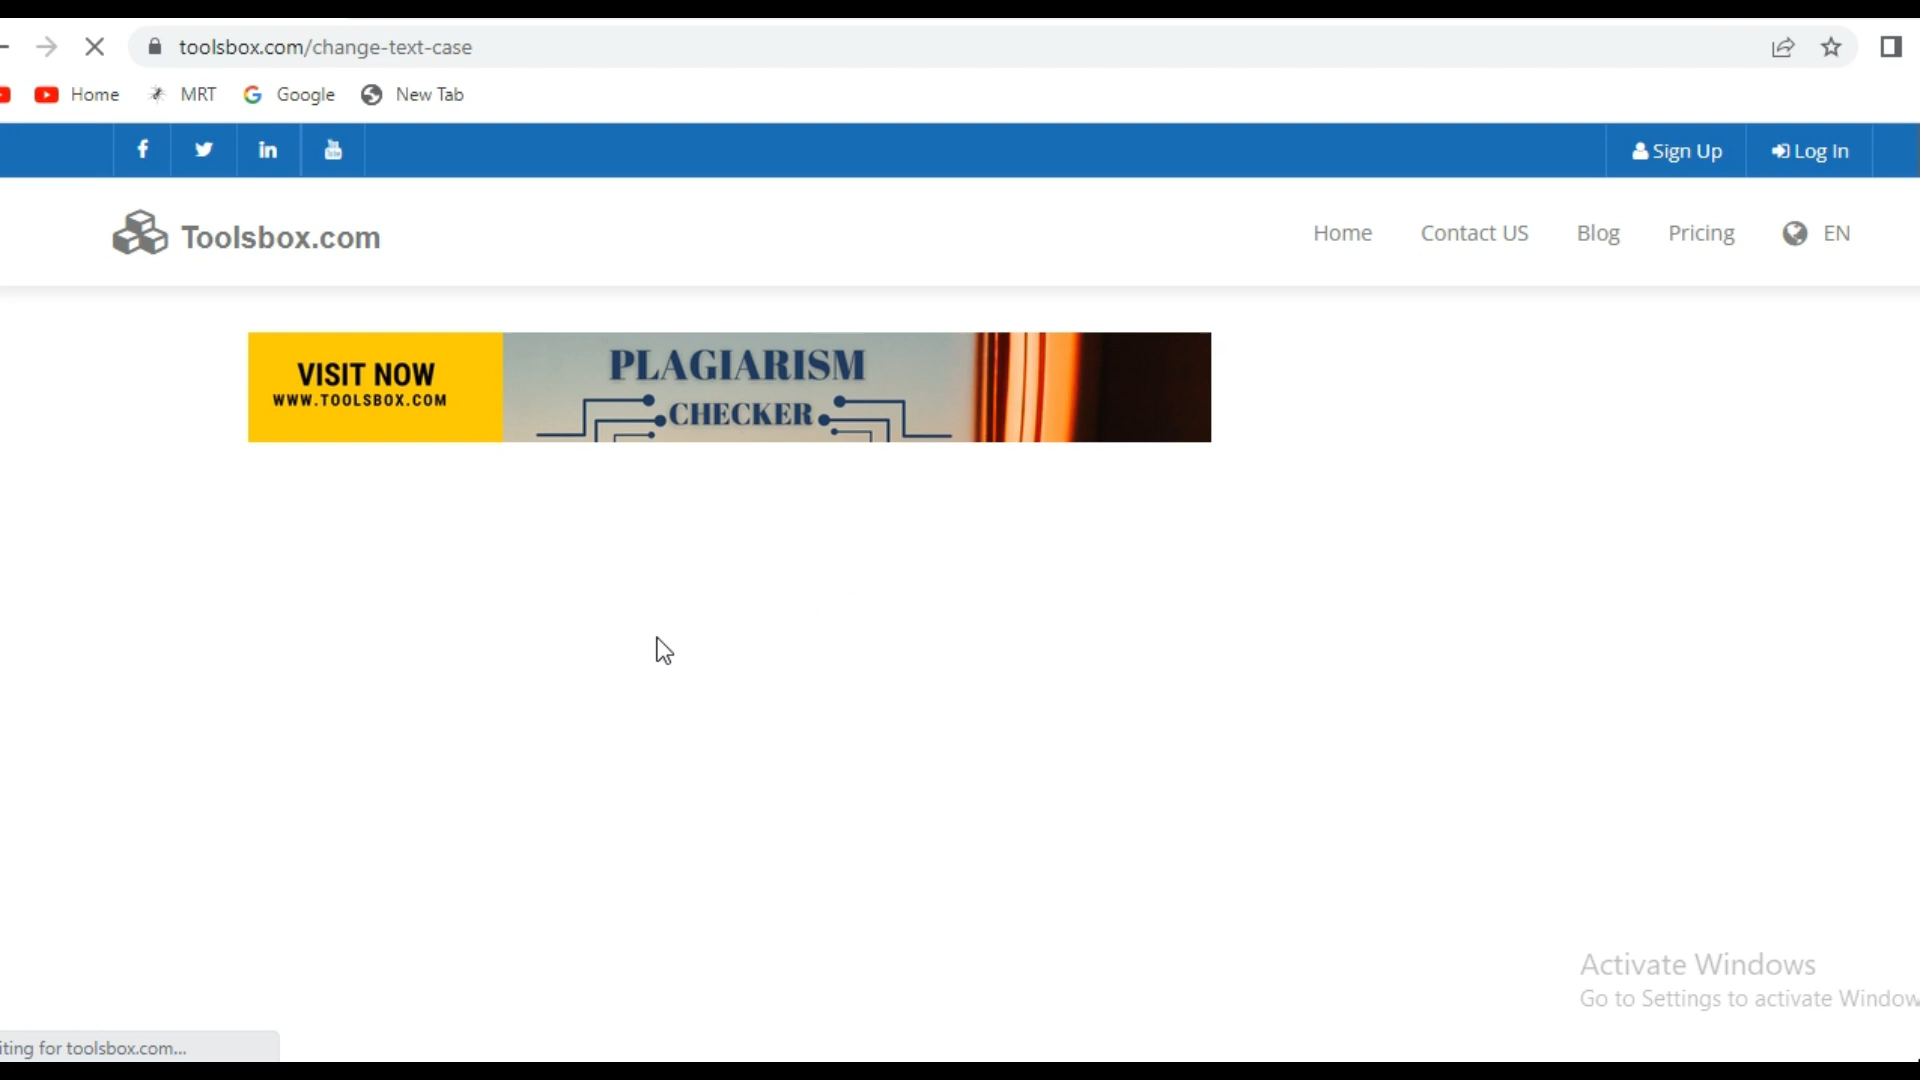 toolsbox.com/change-text-case
Home MRT Google New Tab
Sign Up Log In
Toolsbox.com
Home Contact US Blog Pricing EN
VISIT NOW
WWW.TOOLSBOX.COM
PLAGIARISM
CHECKER
Activate Windows
Go to Settings to activate Window
iting for toolsbox.com...